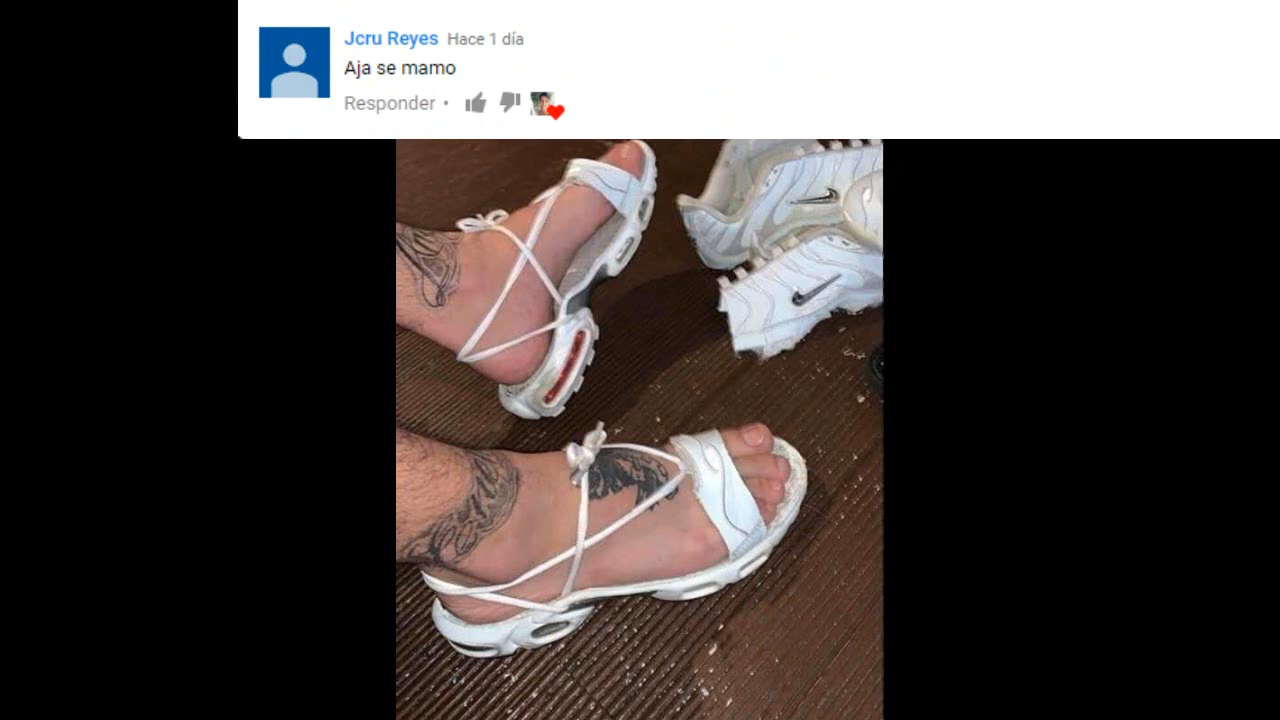 Jcru Reyes Hace 1 día
Aja se mamo
Responder •